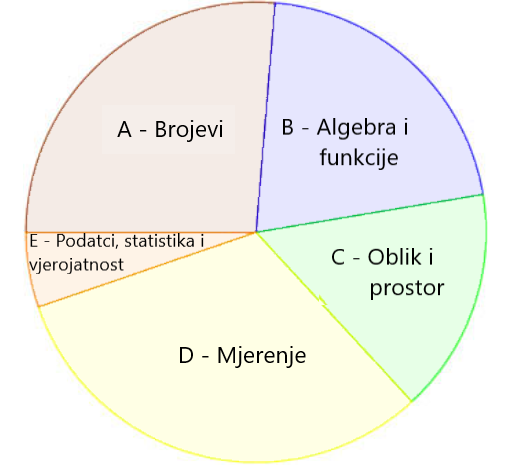 A - Brojevi
B - Algebra i
funkcije
E - Podatci, statistika i
vjerojatnost
C - Oblik i
prostor
D - Mjerenje